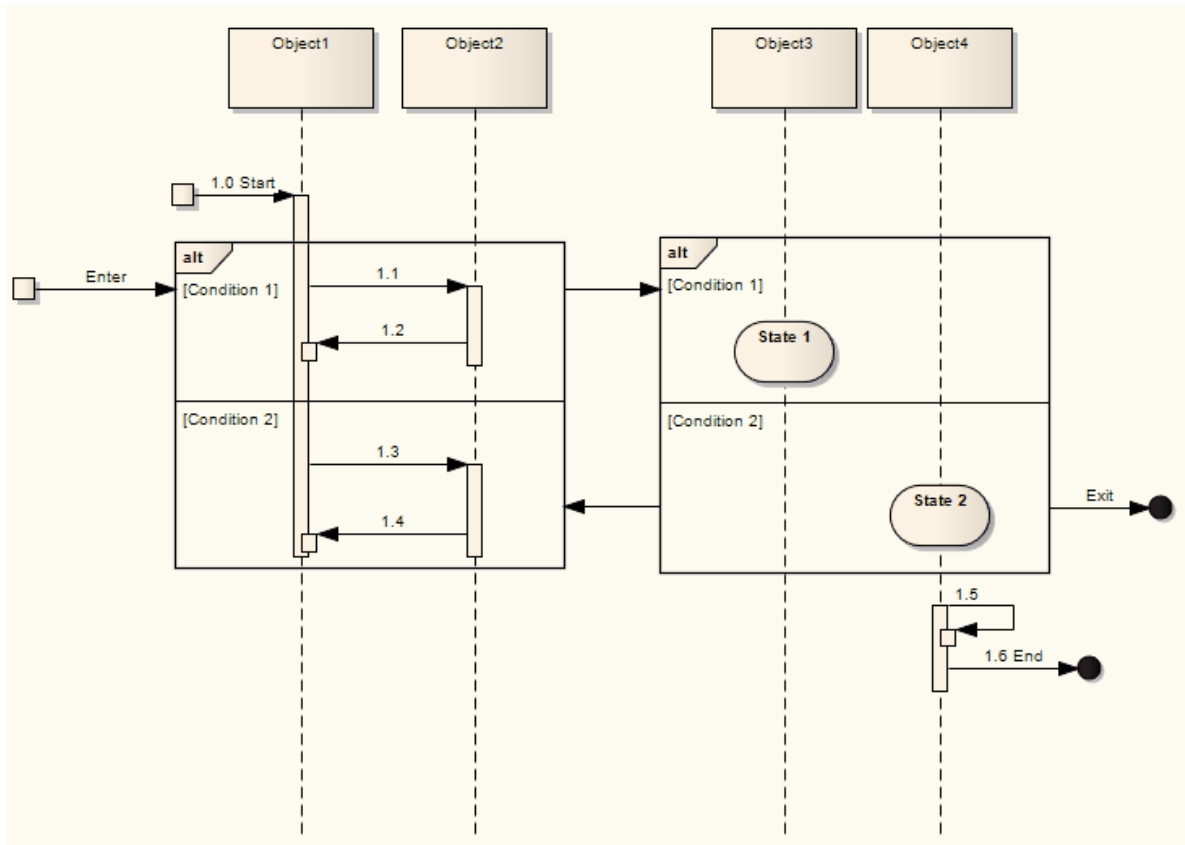 Object1
Object2
Object3
Object4
1.0 Start
alt
alt
Enter
[Condition 1]
1.1
[Condition 1]
1.2
State 1
[Condition 2]
[Condition 2]
1.3
State 2
Exit
1.4
1.5
1.6 End